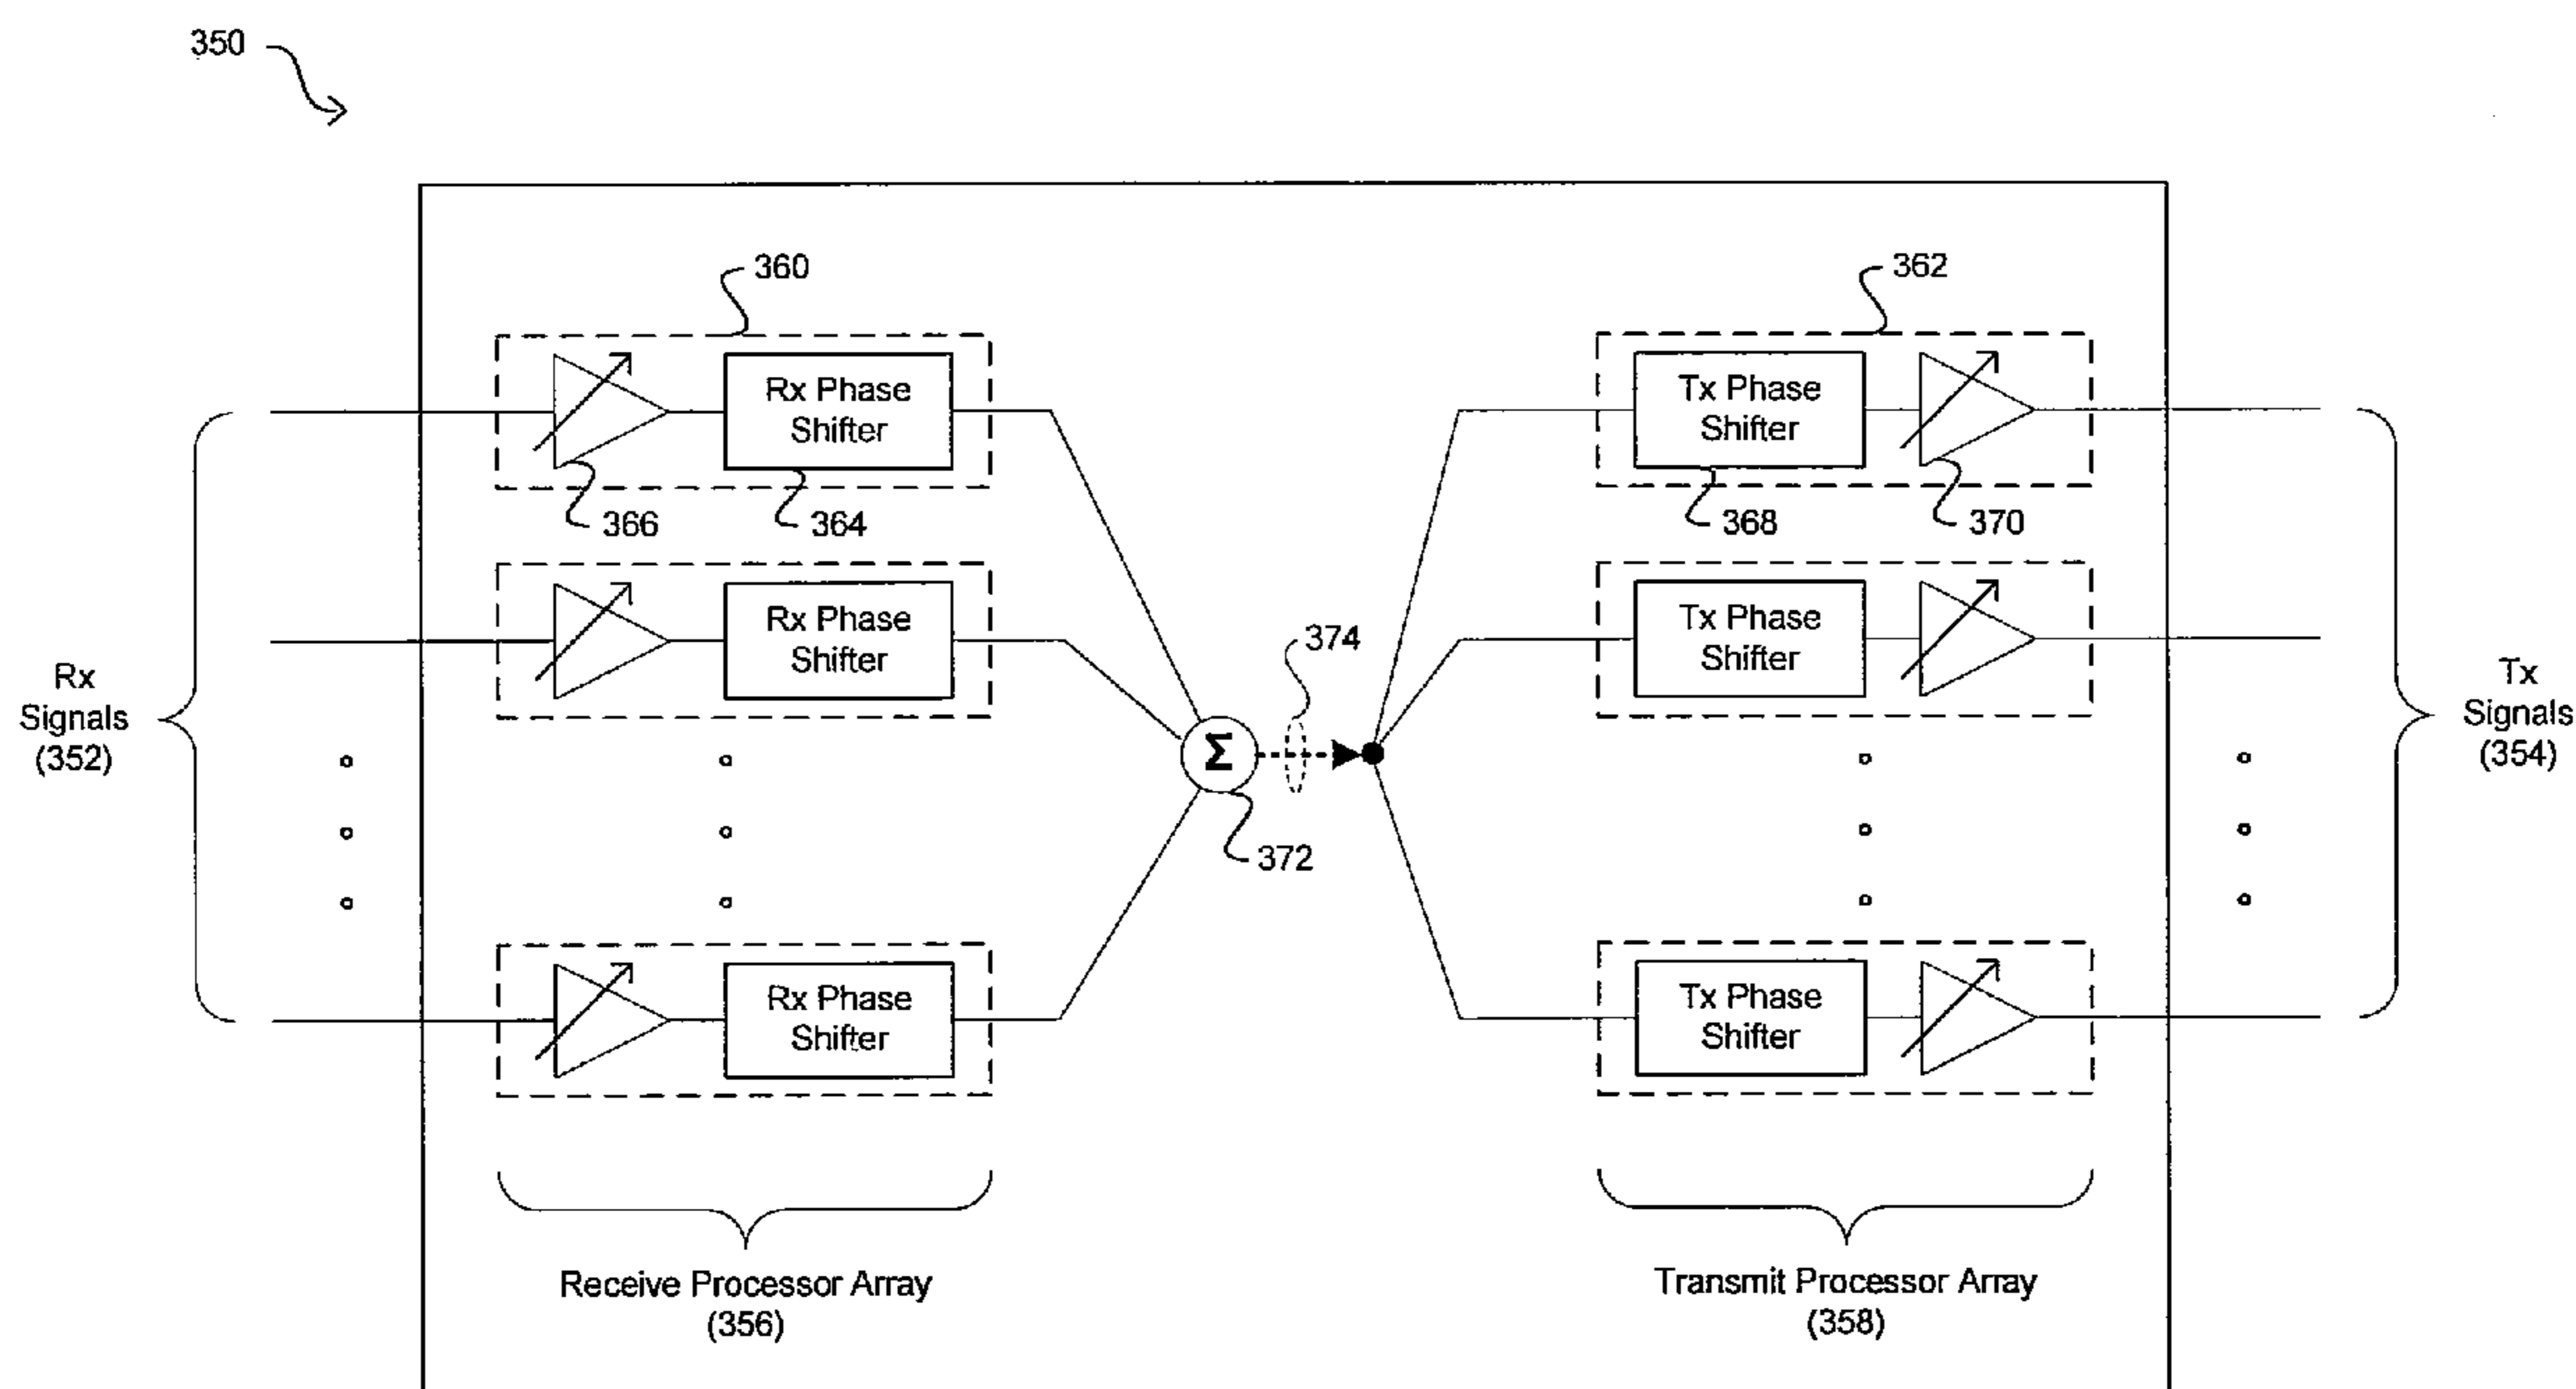 350
360
362
Rx Phase
Shifter
Tx Phase
Shifter
366
364
368
370
Rx Phase
Shifter
Tx Phase
Shifter
374
Rx
Signals
(352)
Tx
Signals
(354)
Σ
372
Rx Phase
Shifter
Tx Phase
Shifter
Receive Processor Array
(356)
Transmit Processor Array
(358)